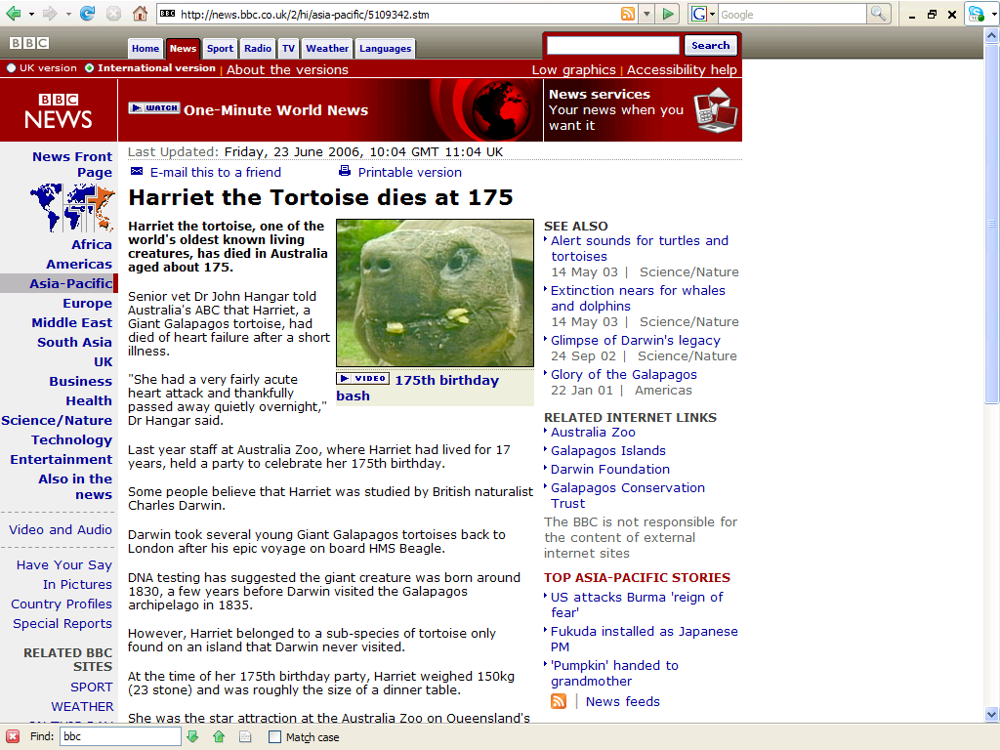 http://news.bbc.co.uk/2/hi/asia-pacific/5109342.stm
G
Google
BBC
Home
News
Sport
Radio
TV
Weather
Languages
Search
UK version
International version | About the versions
Low graphics | Accessibility help
BBC
NEWS
WATCH One-Minute World News
News services
Your news when you
want it
News Front
Page
Africa
Americas
Asia-Pacific
Europe
Middle East
South Asia
UK
Business
Health
Science/Nature
Technology
Entertainment
Also in the
news
Video and Audio
Have Your Say
In Pictures
Country Profiles
Special Reports
RELATED BBC
SITES
SPORT
WEATHER
Last Updated: Friday, 23 June 2006, 10:04 GMT 11:04 UK
E-mail this to a friend
Printable version
Harriet the Tortoise dies at 175
Harriet the tortoise, one of the
world's oldest known living
creatures, has died in Australia
aged about 175.
Senior vet Dr John Hangar told
Australia's ABC that Harriet, a
Giant Galapagos tortoise, had
died of heart failure after a short
illness.
"She had a very fairly acute
heart attack and thankfully
passed away quietly overnight,"
Dr Hangar said.
VIDEO 175th birthday
bash
Last year staff at Australia Zoo, where Harriet had lived for 17
years, held a party to celebrate her 175th birthday.
Some people believe that Harriet was studied by British naturalist
Charles Darwin.
Darwin took several young Giant Galapagos tortoises back to
London after his epic voyage on board HMS Beagle.
DNA testing has suggested the giant creature was born around
1830, a few years before Darwin visited the Galapagos
archipelago in 1835.
However, Harriet belonged to a sub-species of tortoise only
found on an island that Darwin never visited.
At the time of her 175th birthday party, Harriet weighed 150kg
(23 stone) and was roughly the size of a dinner table.
She was the star attraction at the Australia Zoo on Queensland's
SEE ALSO
Alert sounds for turtles and
tortoises
14 May 03 | Science/Nature
Extinction nears for whales
and dolphins
14 May 03 | Science/Nature
Glimpse of Darwin's legacy
24 Sep 02 | Science/Nature
Glory of the Galapagos
22 Jan 01 | Americas
RELATED INTERNET LINKS
Australia Zoo
Galapagos Islands
Darwin Foundation
Galapagos Conservation
Trust
The BBC is not responsible for
the content of external
internet sites
TOP ASIA-PACIFIC STORIES
US attacks Burma 'reign of
fear'
Fukuda installed as Japanese
PM
'Pumpkin' handed to
grandmother
News feeds
Find: bbc
Match case